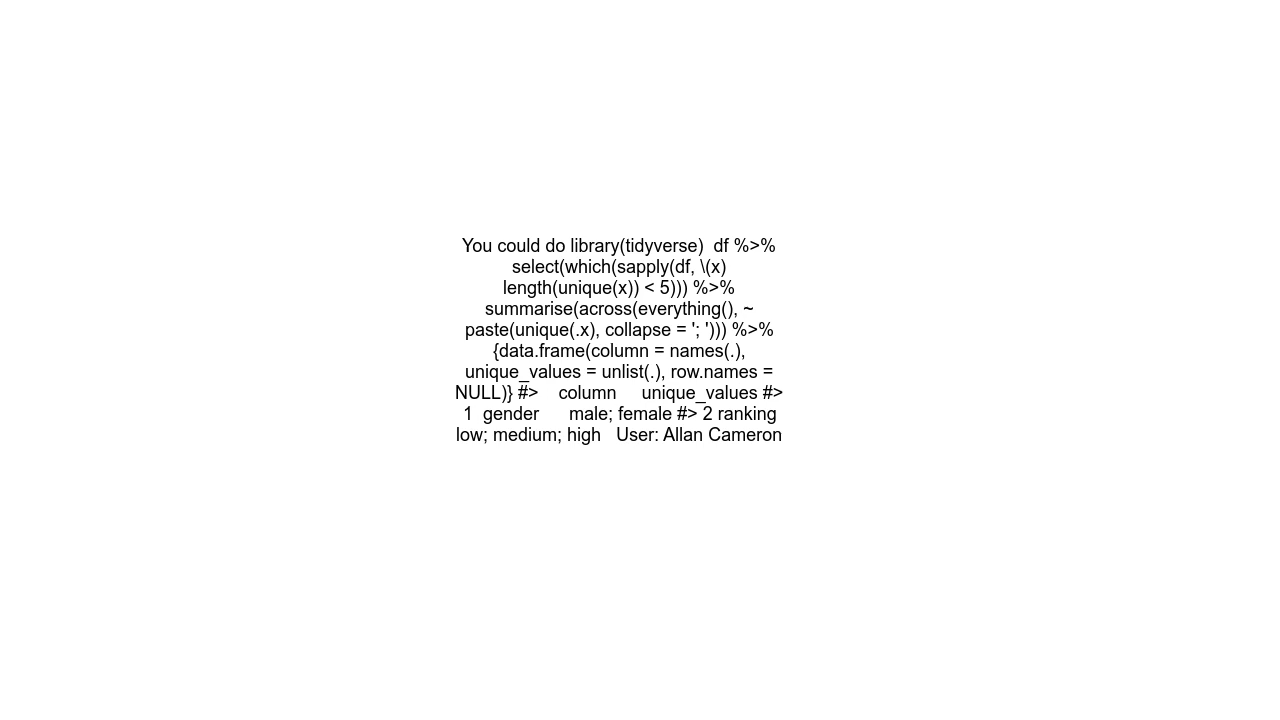 You could do library(tidyverse)  df %>%
select(which(sapply(df, \(x)
length(unique(x)) < 5))) %>%
summarise(across(everything(), ~
paste(unique(.x), collapse = '; '))) %>%
{data.frame(column = names(.),
unique_values = unlist(.), row.names =
NULL)} #>    column     unique_values #>
1  gender      male; female #> 2 ranking
low; medium; high   User: Allan Cameron